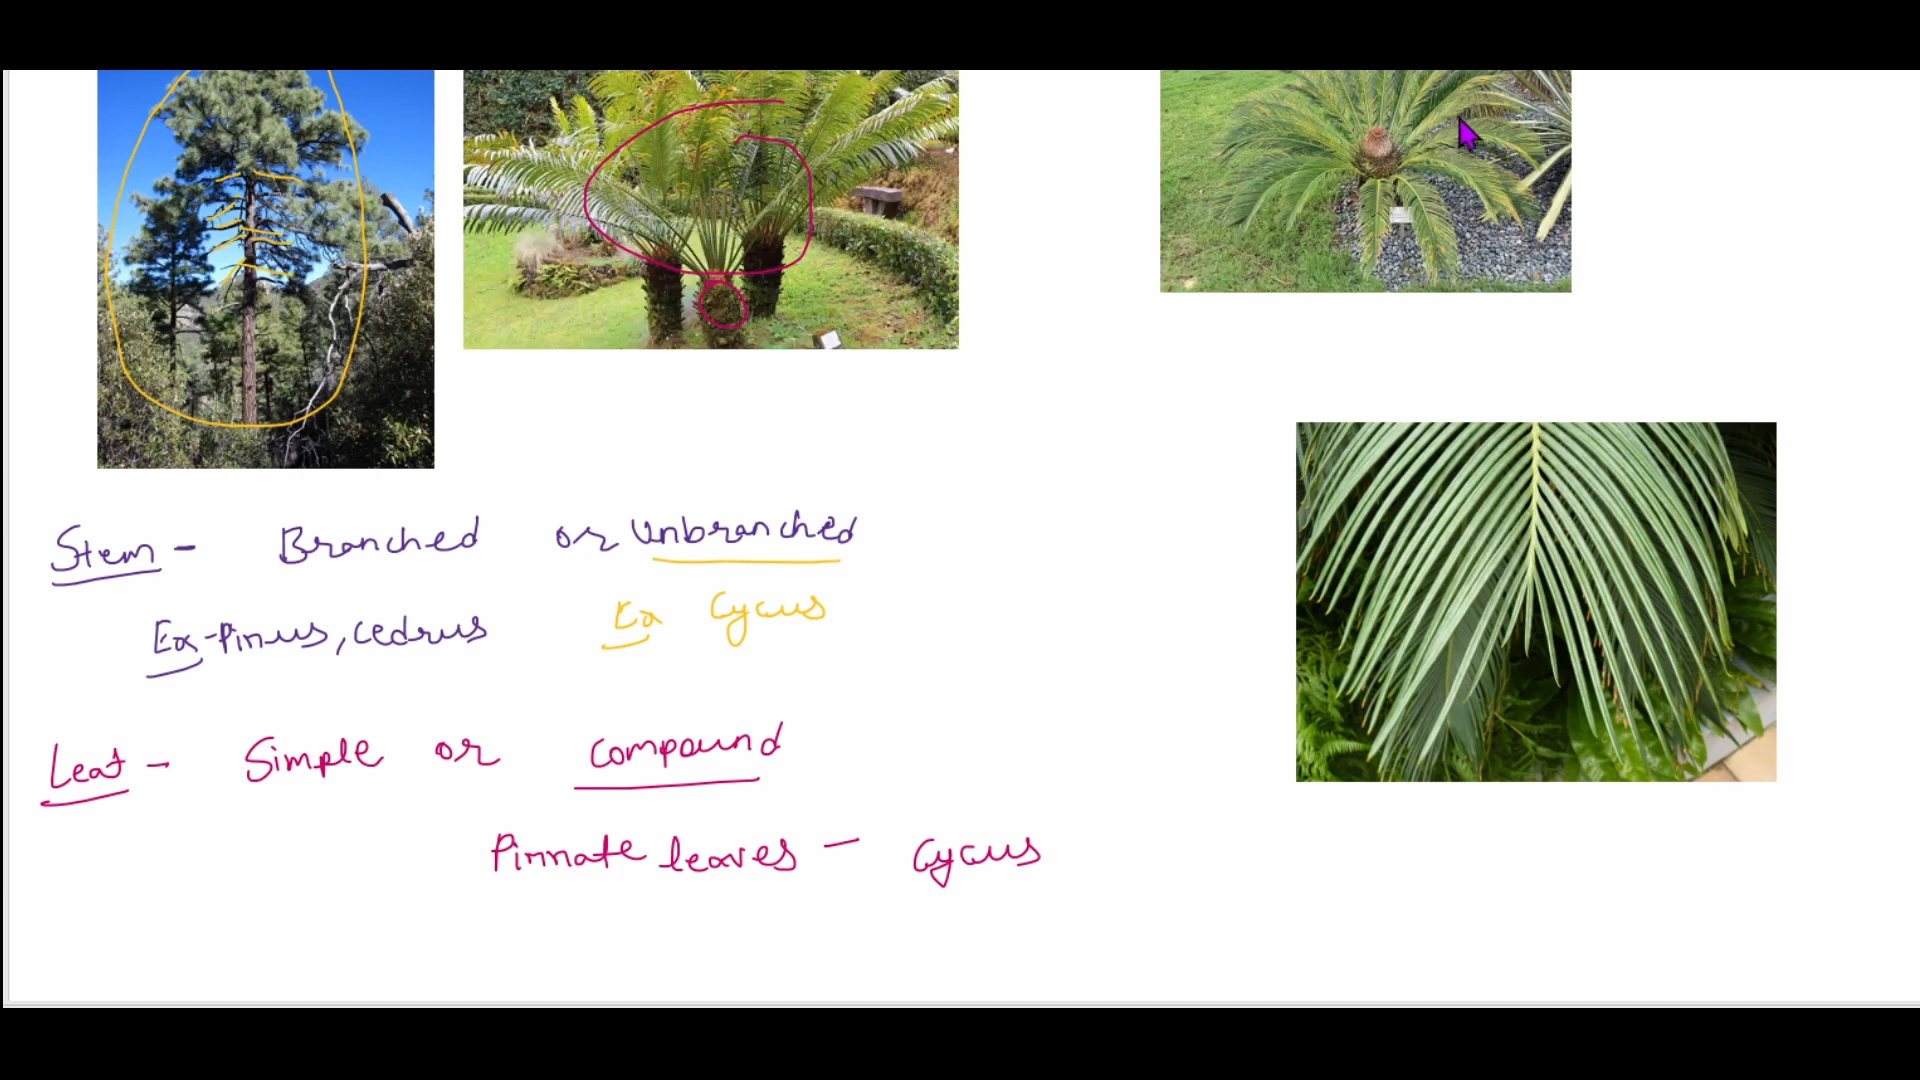 Stem - Branched or Unbranched
Ex - Pinus, Cedrus Ex Cycus
Leaf - Simple or Compound
Pinnate leaves - Cycus